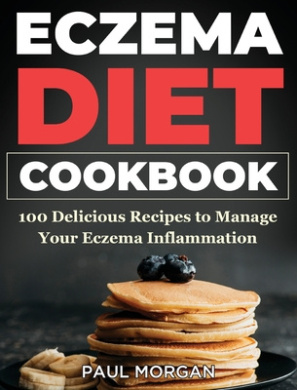 ECZEMA
DIET
COOKBOOK
100 Delicious Recipes to Manage
Your Eczema Inflammation
PAUL MORGAN